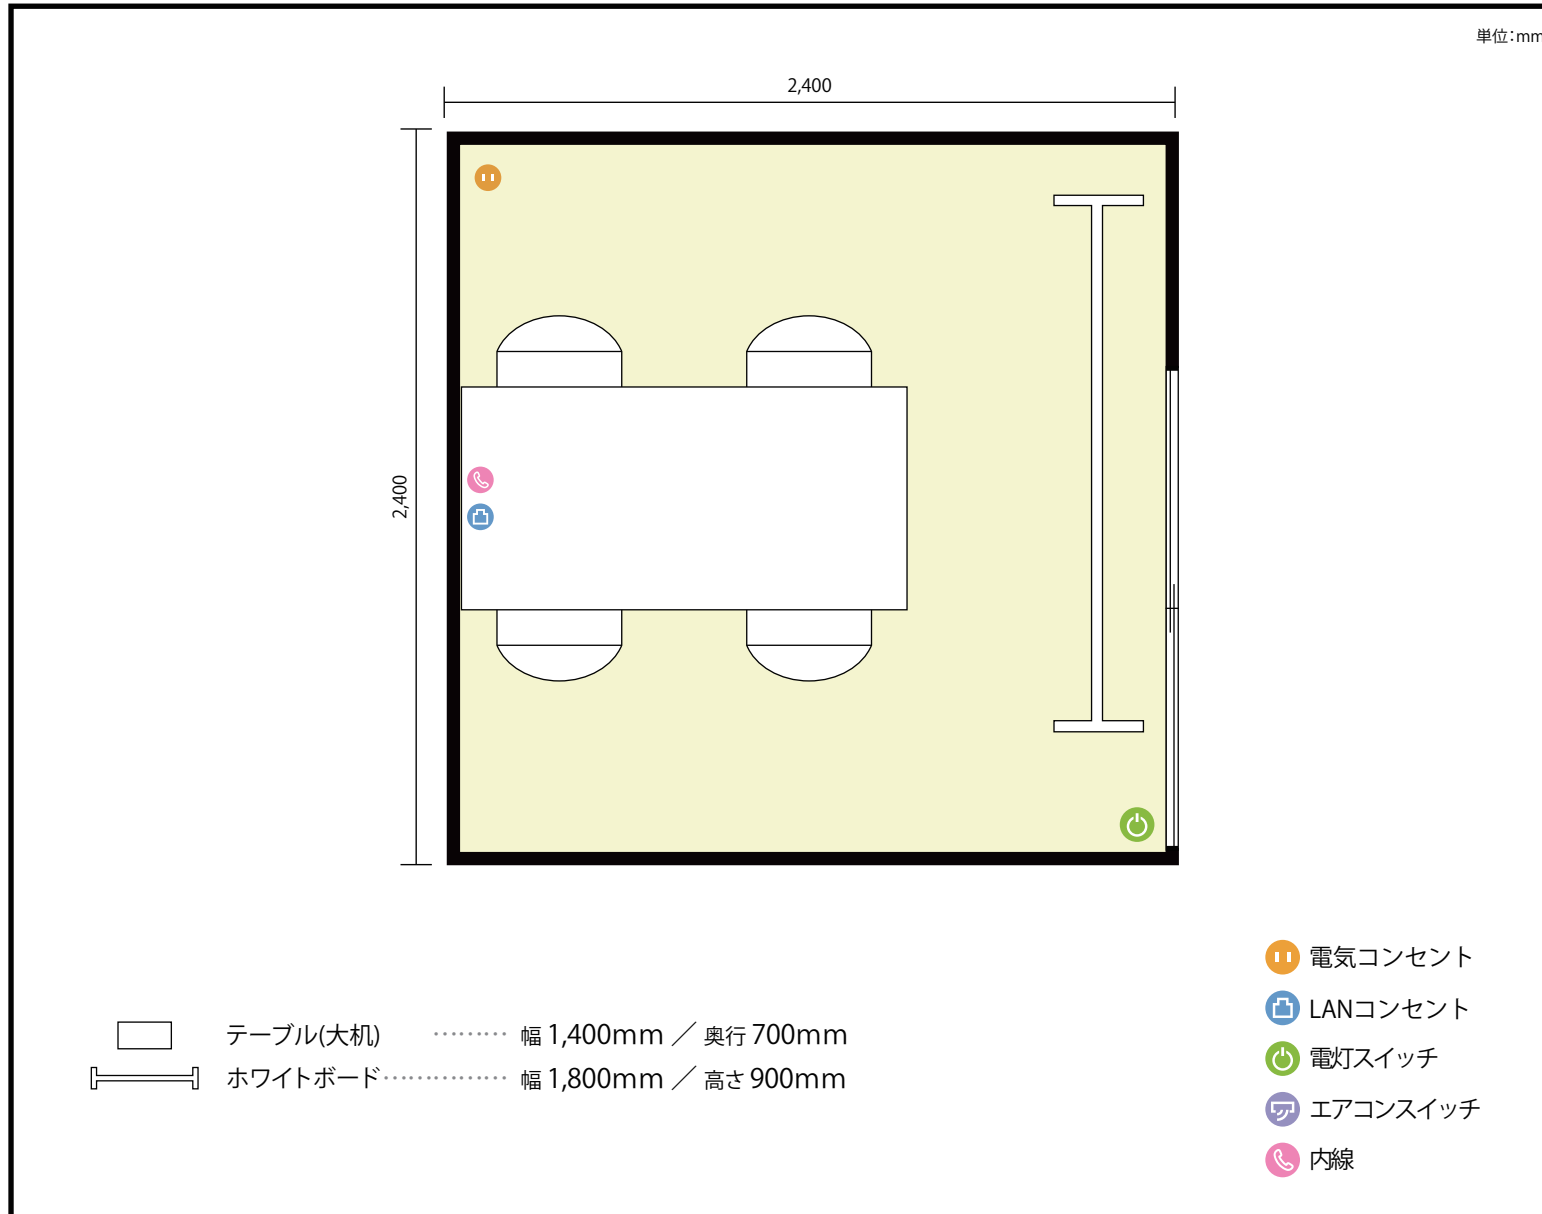 単位：mm
2,400
2,400
電気コンセント
LANコンセント
電灯スイッチ
エアコンスイッチ
内線
テーブル(大机) ⋯⋯⋯ 幅 1,400mm ／ 奥行 700mm
ホワイトボード⋯⋯⋯⋯⋯ 幅 1,800mm ／ 高さ 900mm